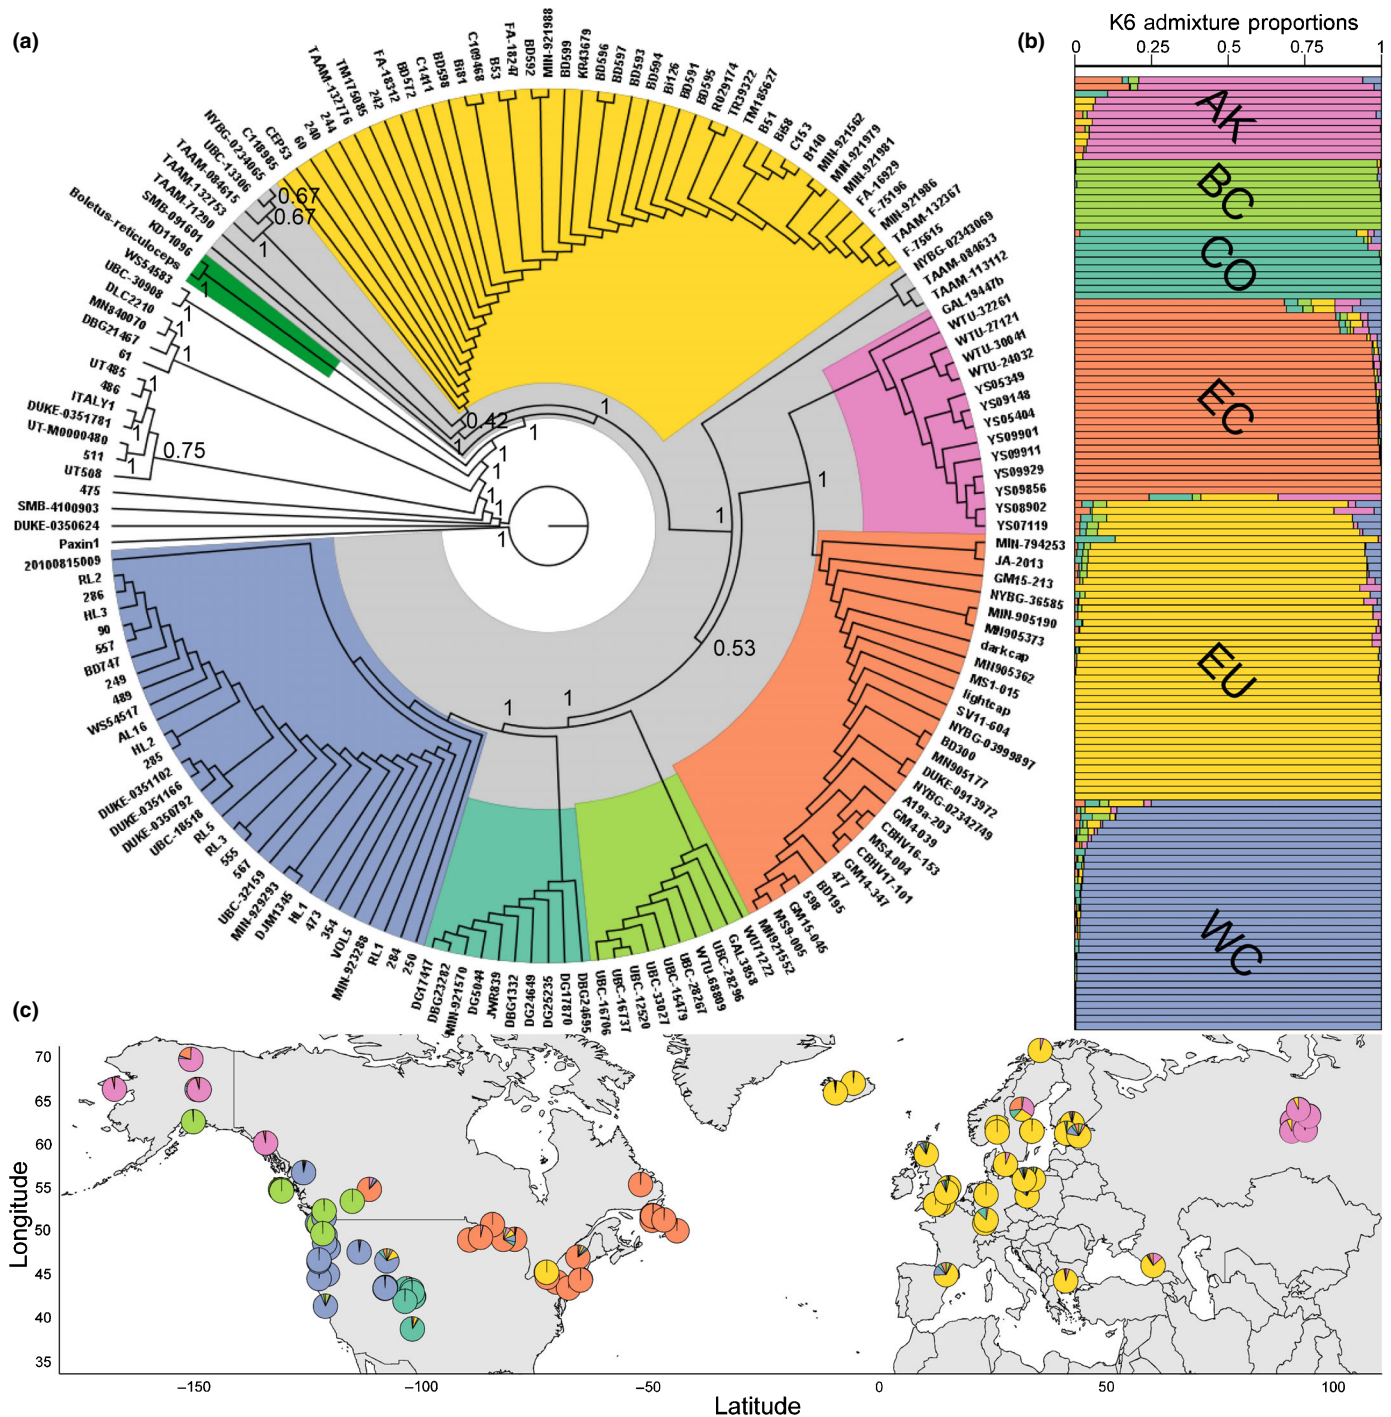 (a)
(b)
K6 admixture proportions
0 0.25 0.5 0.75 1
AK
BC
CO
EC
EU
WC
Paxin1
DUKE-0350624
SMB-4100903
475
UT508
511
UT-M0000480
DUKE-0351781
ITALY1
486
UT485
61
DBG21467
MN840070
DLC2210
UBC-30908
WS54583
Boletus-reticuloceps
KD11096
SMB-091601
TAAM-71290
TAAM-132753
TAAM-084615
UBC-13306
NYBG-0234065
C118985
CEP53
60
240
244
TAAM-132776
TM175085
242
FA-18312
BD572
C1411
BD598
Bi81
C109468
B53
FA-18247
BD592
MIN-921988
BD599
KR43679
BD596
BD597
BD593
BD594
Bi126
BD591
BD595
R029174
TR39322
TM185627
B51
Bi58
C153
B140
MIN-921562
MIN-921979
MIN-921981
FA-16929
F-75196
MIN-921986
TAAM-132367
F-75615
NYBG-02343069
TAAM-084633
TAAM-113112
GAL19447b
WTU-32261
WTU-27121
WTU-30041
WTU-24032
YS05349
YS09148
YS05404
YS09901
YS09911
YS09929
YS09856
YS08902
YS07119
MIN-794253
JA-2013
GM15-213
NYBG-36585
MIN-905190
MN905373
darkcap
MN905362
MS1-015
lightcap
SV11-604
NYBG-03999897
BD300
MN905177
DUKE-0913972
NYBG-02342749
A19a-203
GM4-039
CBHV16-153
MS4-004
CBHV17-101
GM14-347
477
BD195
598
GM15-045
MS9-005
MN921552
WU71272
GAL3858
UBC-28296
WTU-68809
UBC-28267
UBC-15479
UBC-33027
UBC-12520
UBC-16737
UBC-16706
DBG24695
DG17870
DG25235
DG24649
DBG1332
JWR839
DG5044
MIN-921570
DBG23282
DG17417
250
284
RL1
MIN-923288
VOL5
354
473
HL1
DJM1345
MIN-929293
UBC-32159
567
555
RL3
RL5
UBC-18518
DUKE-0350792
DUKE-0351166
DUKE-0351102
285
HL2
AL16
WS54517
489
249
BD747
557
90
HL3
286
RL2
20100815009
0.67
0.67
1
1
1
1
1
0.75
1
0.42
1
1
1
1
1
1
1
1
1
1
0.53
1
1
(c)
Longitude
70
65
60
55
50
45
40
35
−150 −100 −50 0 50 100
Latitude